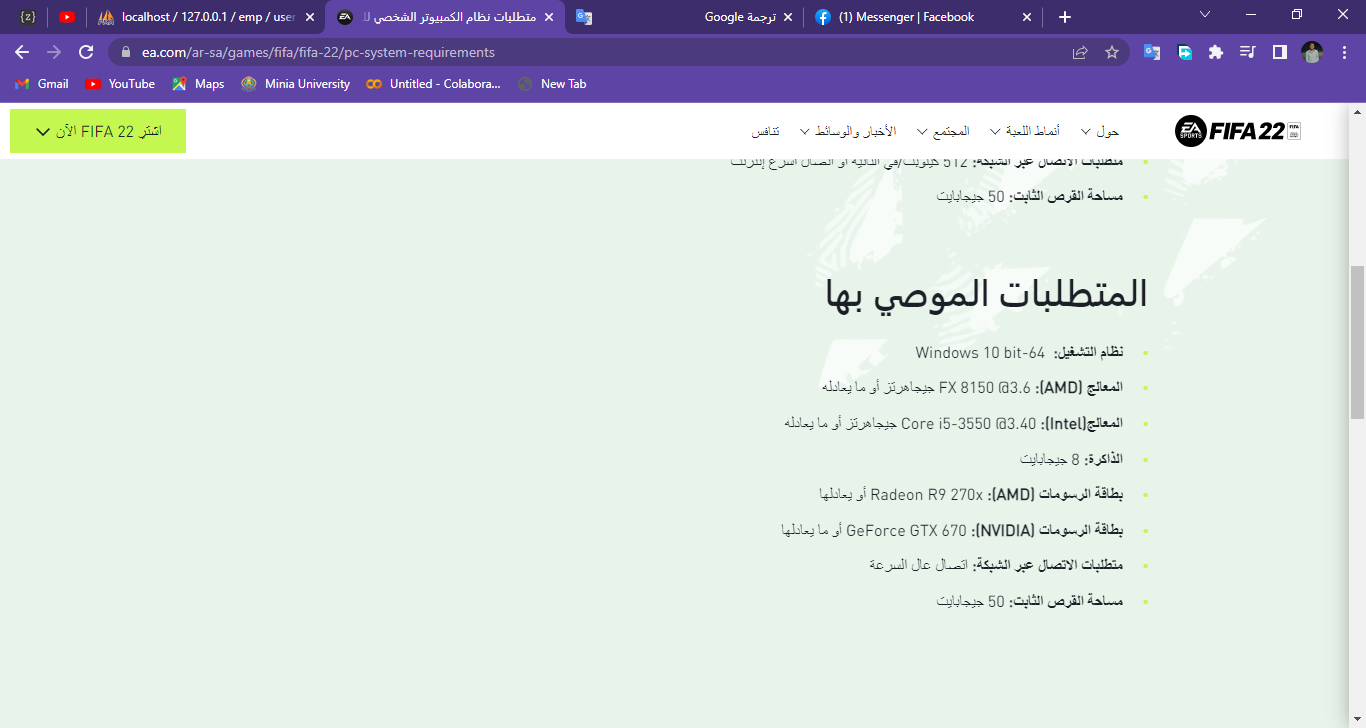 localhost / 127.0.0.1 / emp / user
متطلبات نظام الكمبيوتر الشخصي لل
ترجمة Google
(1) Messenger | Facebook
ea.com/ar-sa/games/fifa/fifa-22/pc-system-requirements
Gmail
YouTube
Maps
Minia University
Untitled - Colabora...
New Tab
EA SPORTS FIFA 22
حول
أنماط اللعبة
المجتمع
الأخبار والوسائط
تنافس
اشترِ FIFA 22 الآن
متطلبات الاتصال عبر الشبكة: 512 كيلوبت/في الثانية أو اتصال أسرع إنترنت
مساحة القرص الثابت: 50 جيجابايت
المتطلبات الموصي بها
نظام التشغيل: Windows 10 bit-64
المعالج (AMD): FX 8150 @3.6 جيجاهرتز أو ما يعادله
المعالج(Intel): Core i5-3550 @3.40 جيجاهرتز أو ما يعادله
الذاكرة: 8 جيجابايت
بطاقة الرسومات (AMD): Radeon R9 270x أو يعادلها
بطاقة الرسومات (NVIDIA): GeForce GTX 670 أو ما يعادلها
متطلبات الاتصال عبر الشبكة: اتصال عال السرعة
مساحة القرص الثابت: 50 جيجابايت